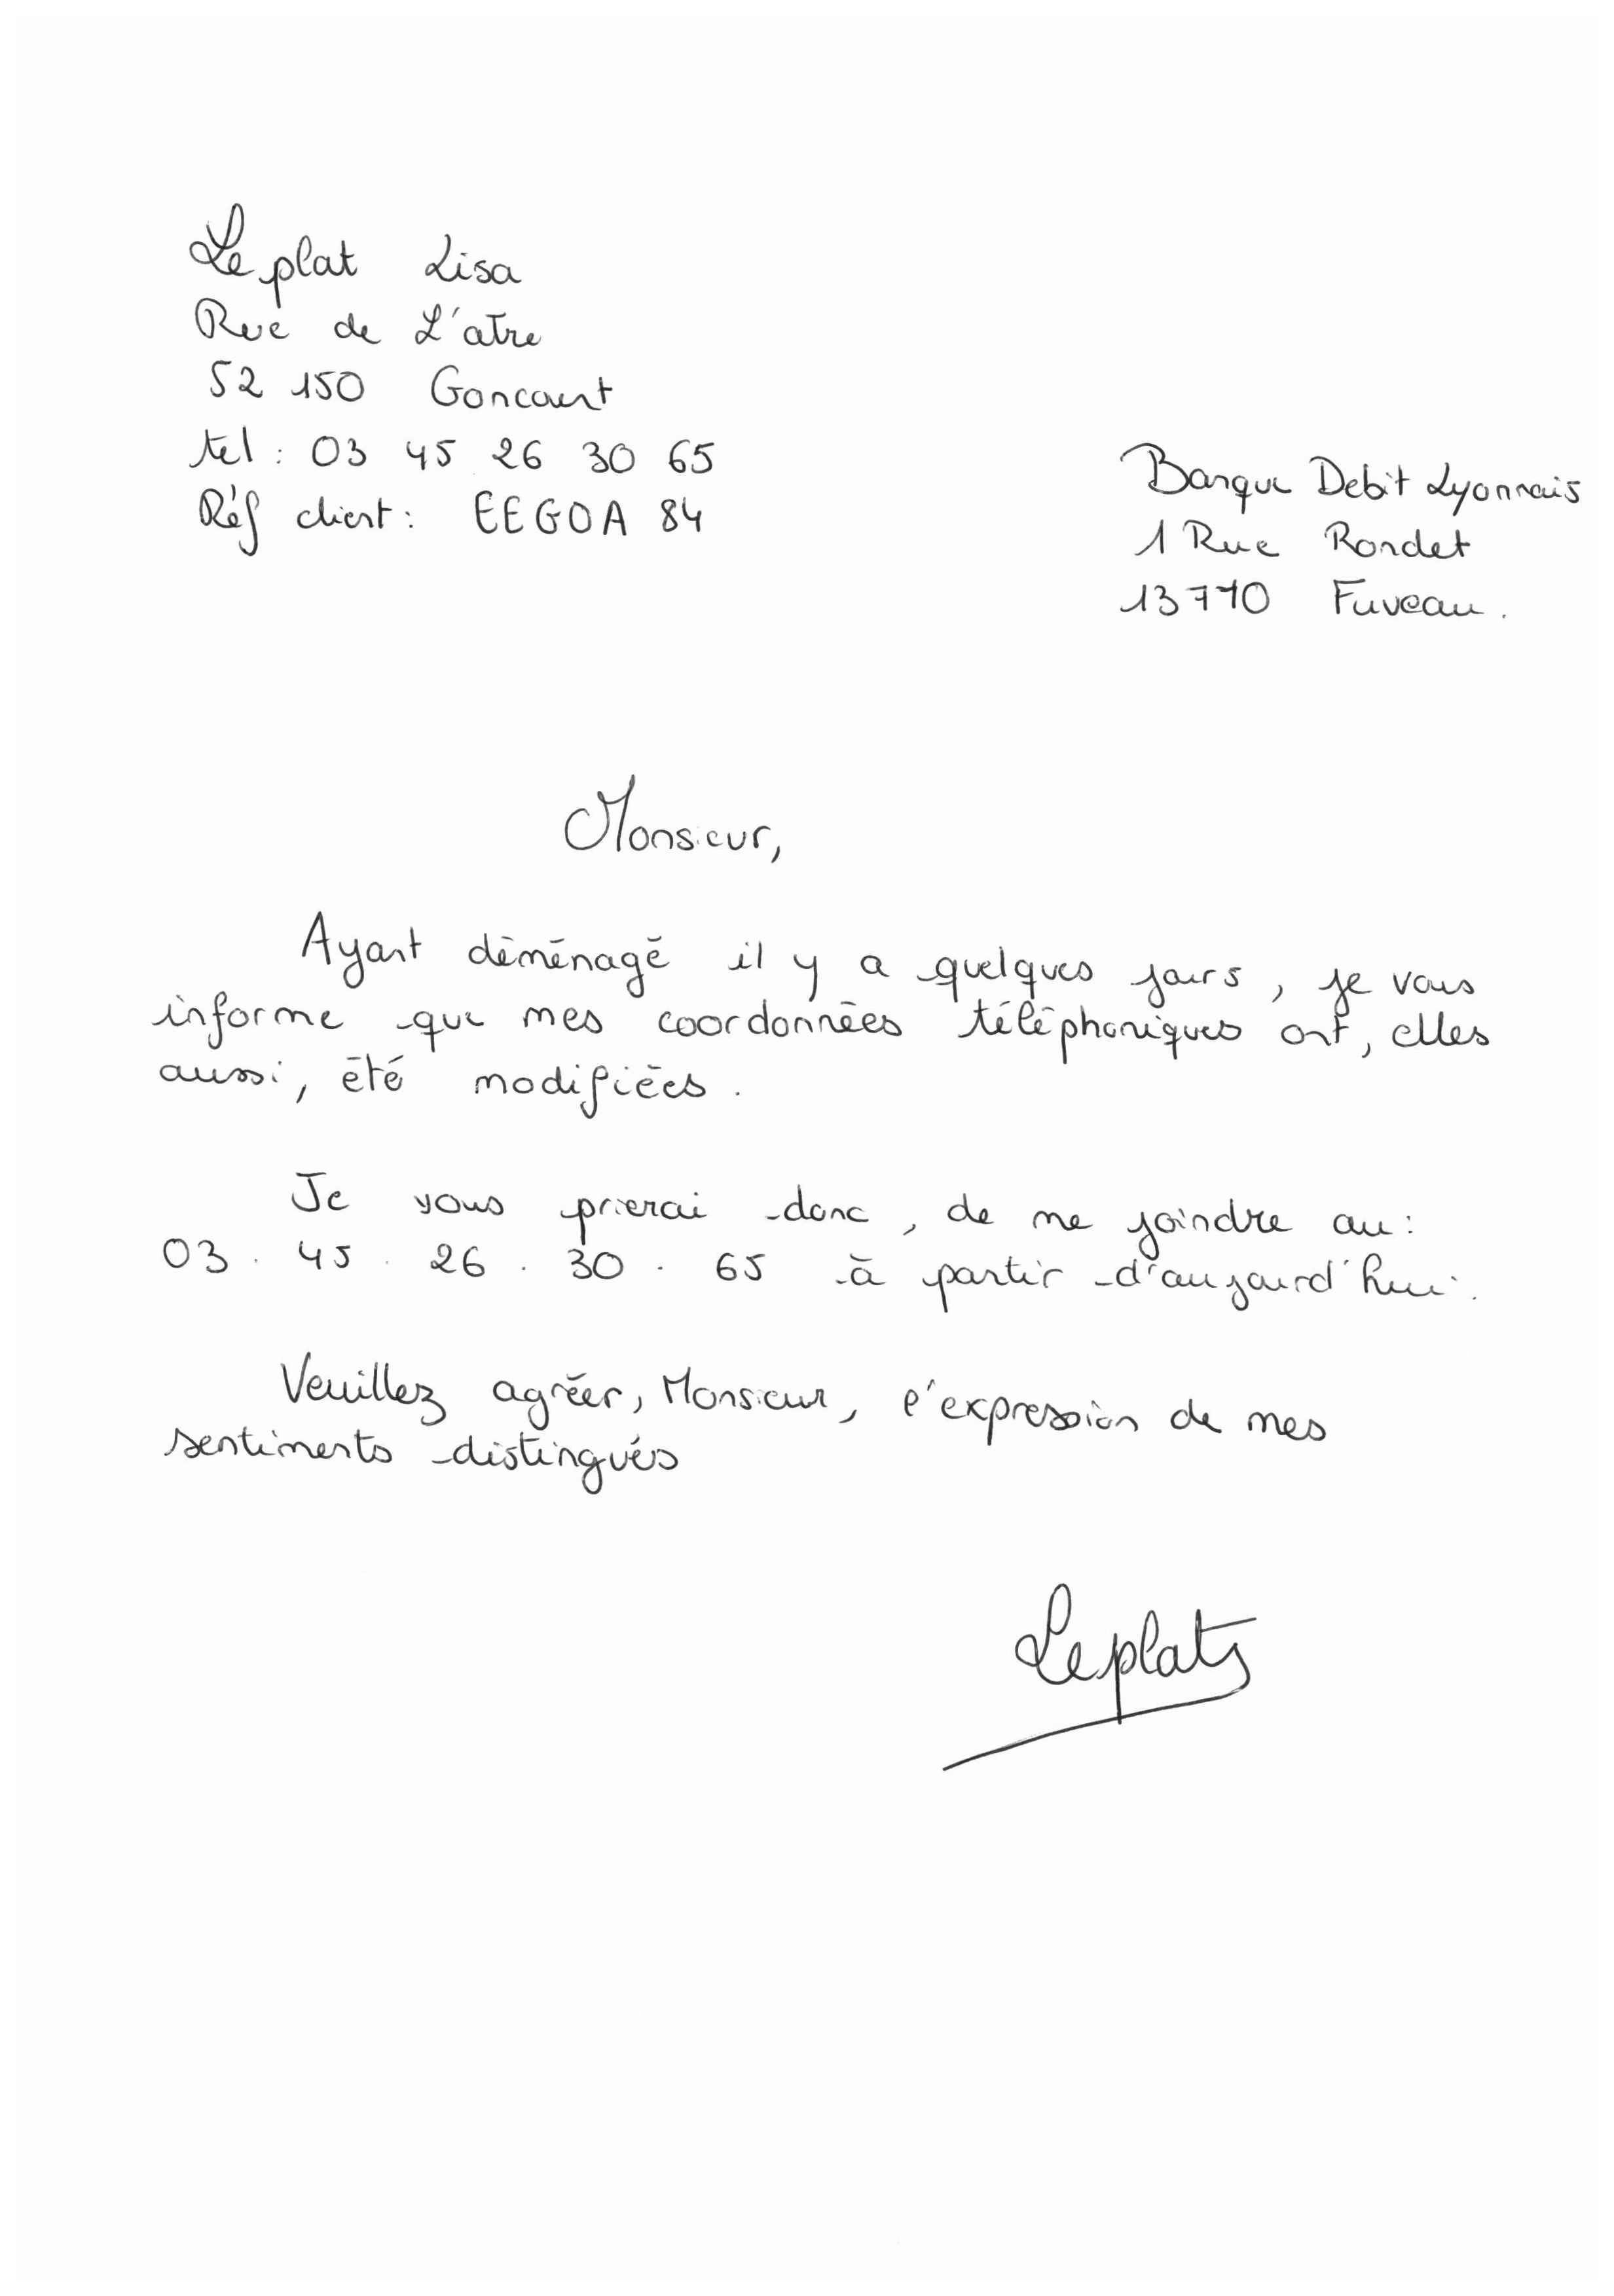 Leplat Lisa
Rue de L'atre
52 150 Goncourt
tel : 03 45 26 30 65
Réf client : EEGOA 84
Banque Debit Lyonnais
1 Rue Rondet
13710 Fuveau.
Monsieur,
Ayant déménagé il y a quelques jours, je vous
informe que mes coordonnées téléphoniques ont, elles
aussi, été modifiées.
Je vous prierai donc, de me joindre au :
03 . 45 . 26 . 30 . 65 à partir d'aujourd'hui.
Veuillez agréer, Monsieur, l'expression de mes
sentiments distingués
Leplat